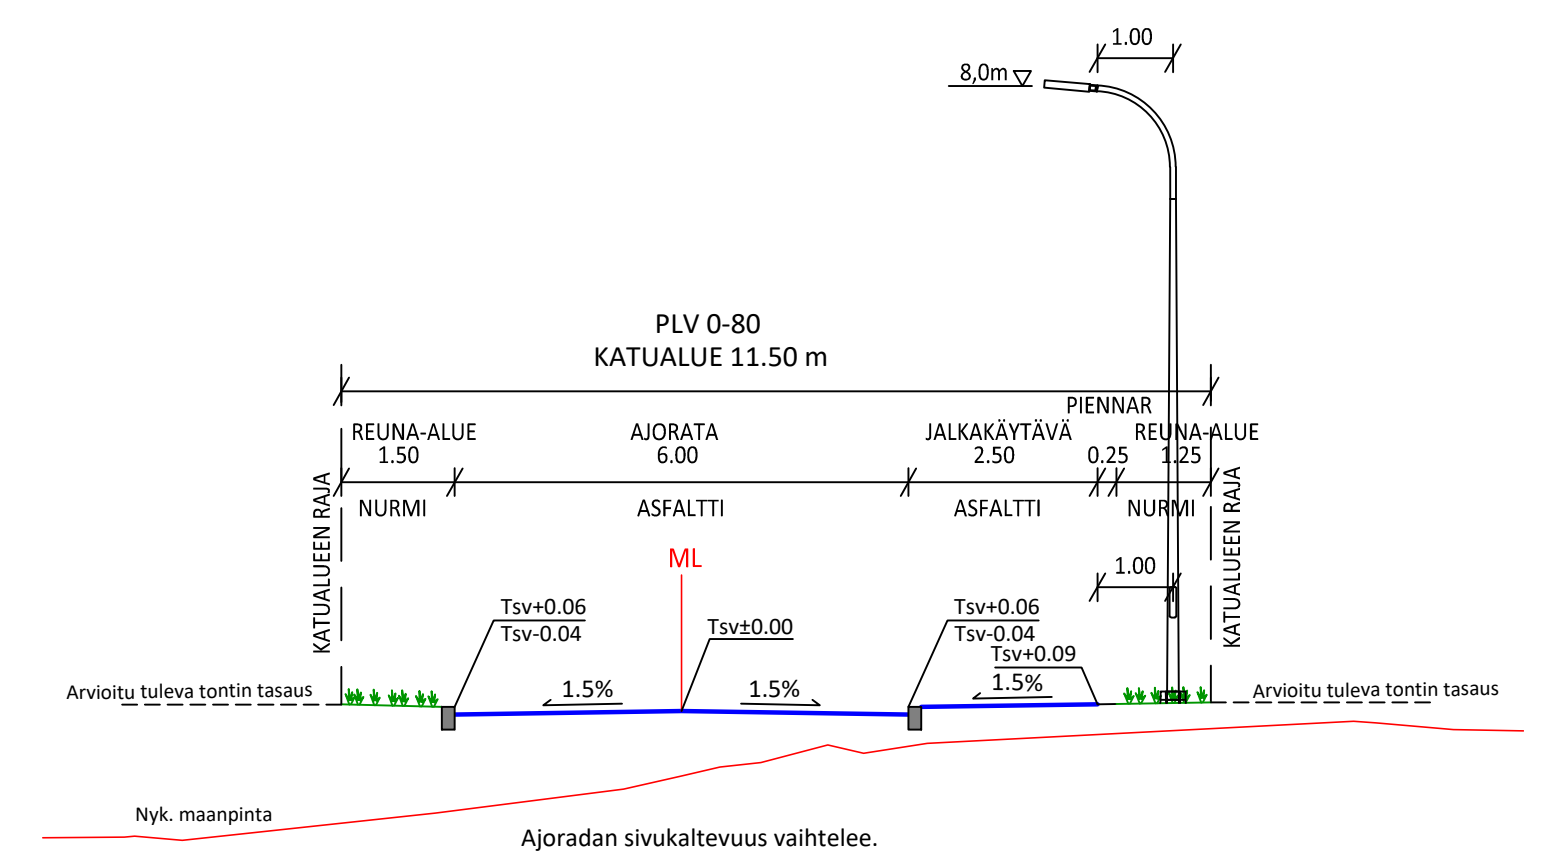 1.00
8,0m
PLV 0-80
KATUALUE 11.50 m
PIENNAR
REUNA-ALUE AJORATA JALKAKÄYTÄVÄ REUNA-ALUE
1.50 6.00 2.50 0.25 1.25
NURMI ASFALTTI ASFALTTI NURMI
KATUALUEEN RAJA
KATUALUEEN RAJA
ML
1.00
Tsv+0.06
Tsv-0.04
Tsv±0.00
Tsv+0.06
Tsv-0.04
Tsv+0.09
1.5% 1.5% 1.5%
Arvioitu tuleva tontin tasaus
Arvioitu tuleva tontin tasaus
Nyk. maanpinta
Ajoradan sivukaltevuus vaihtelee.